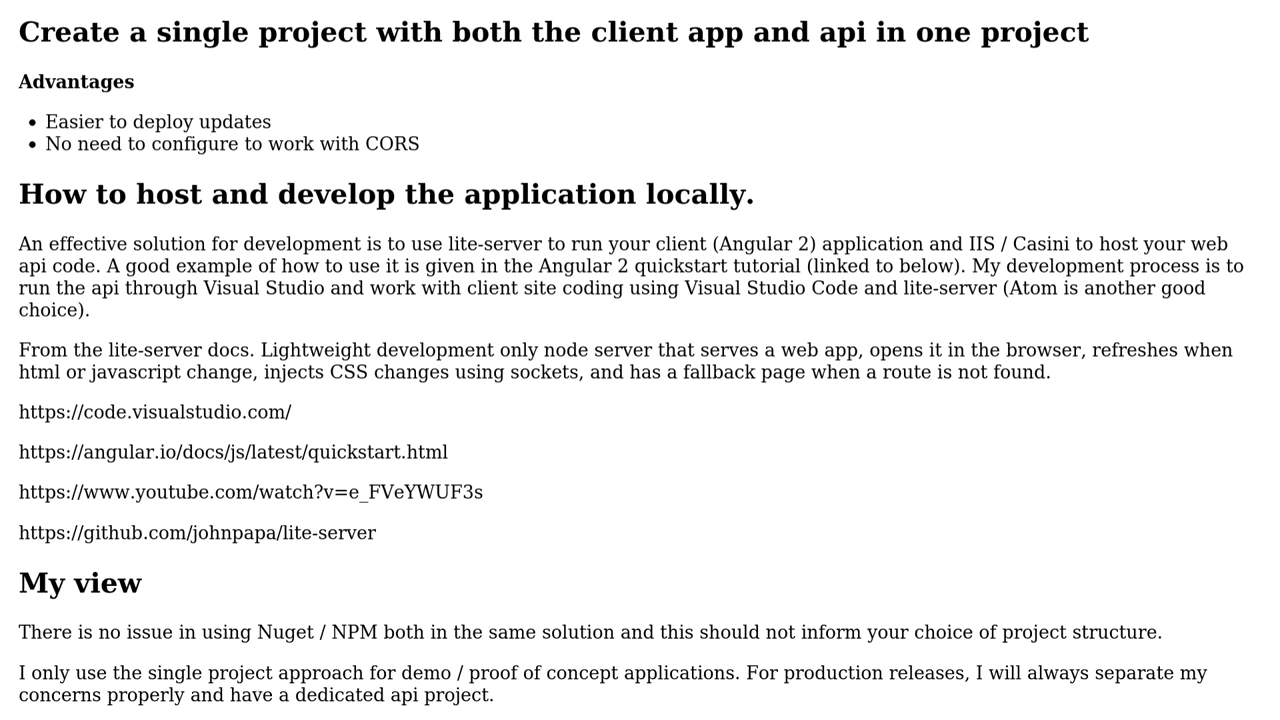 Create a single project with both the client app and api in one project
Advantages
• Easier to deploy updates
• No need to configure to work with CORS
How to host and develop the application locally.
An effective solution for development is to use lite-server to run your client (Angular 2) application and IIS / Casini to host your web
api code. A good example of how to use it is given in the Angular 2 quickstart tutorial (linked to below). My development process is to
run the api through Visual Studio and work with client site coding using Visual Studio Code and lite-server (Atom is another good
choice).
From the lite-server docs. Lightweight development only node server that serves a web app, opens it in the browser, refreshes when
html or javascript change, injects CSS changes using sockets, and has a fallback page when a route is not found.
https://code.visualstudio.com/
https://angular.io/docs/js/latest/quickstart.html
https://www.youtube.com/watch?v=e_FVeYWUF3s
https://github.com/johnpapa/lite-server
My view
There is no issue in using Nuget / NPM both in the same solution and this should not inform your choice of project structure.
I only use the single project approach for demo / proof of concept applications. For production releases, I will always separate my
concerns properly and have a dedicated api project.